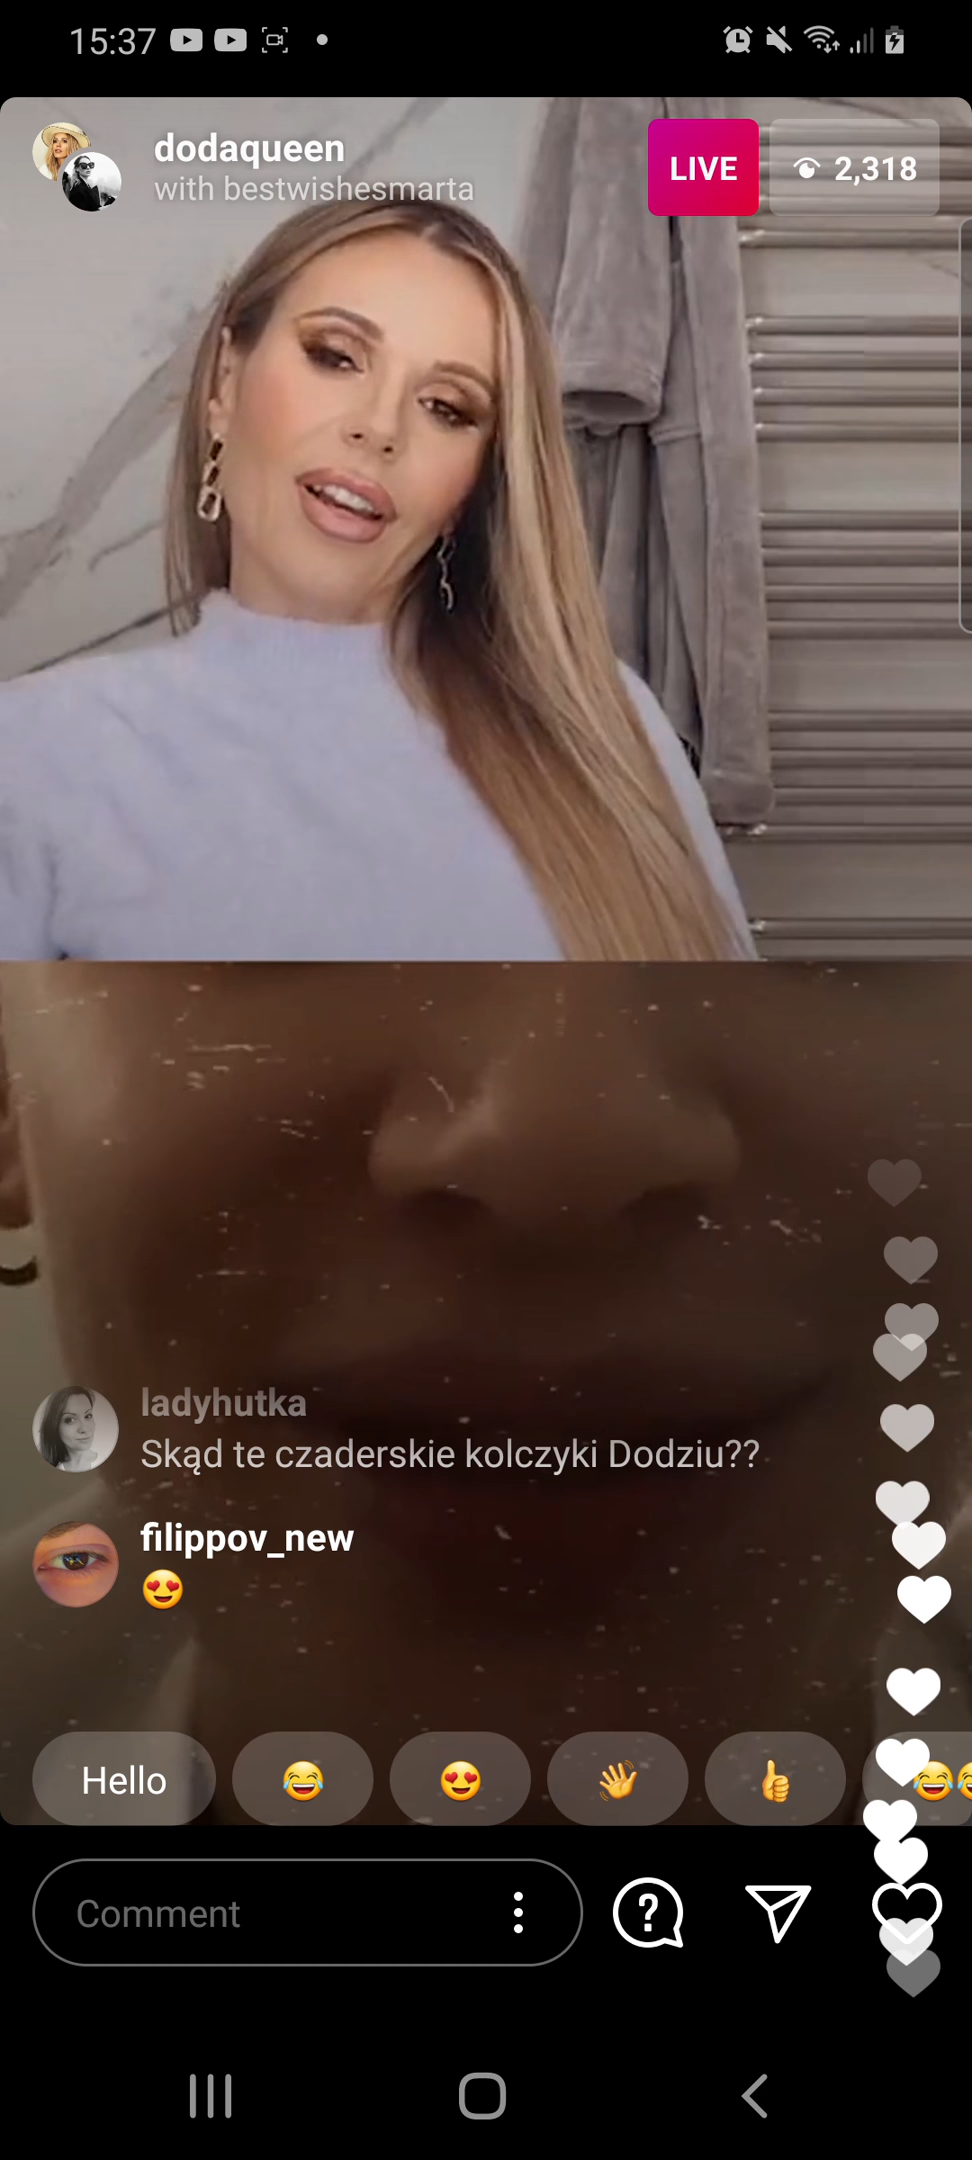 15:37
dodaqueen
with bestwishesmarta
LIVE
2,318
ladyhutka
Skąd te czaderskie kolczyki Dodziu??
filippov_new
😍
Hello 😂 😍 👋 👍 😂😂
Comment